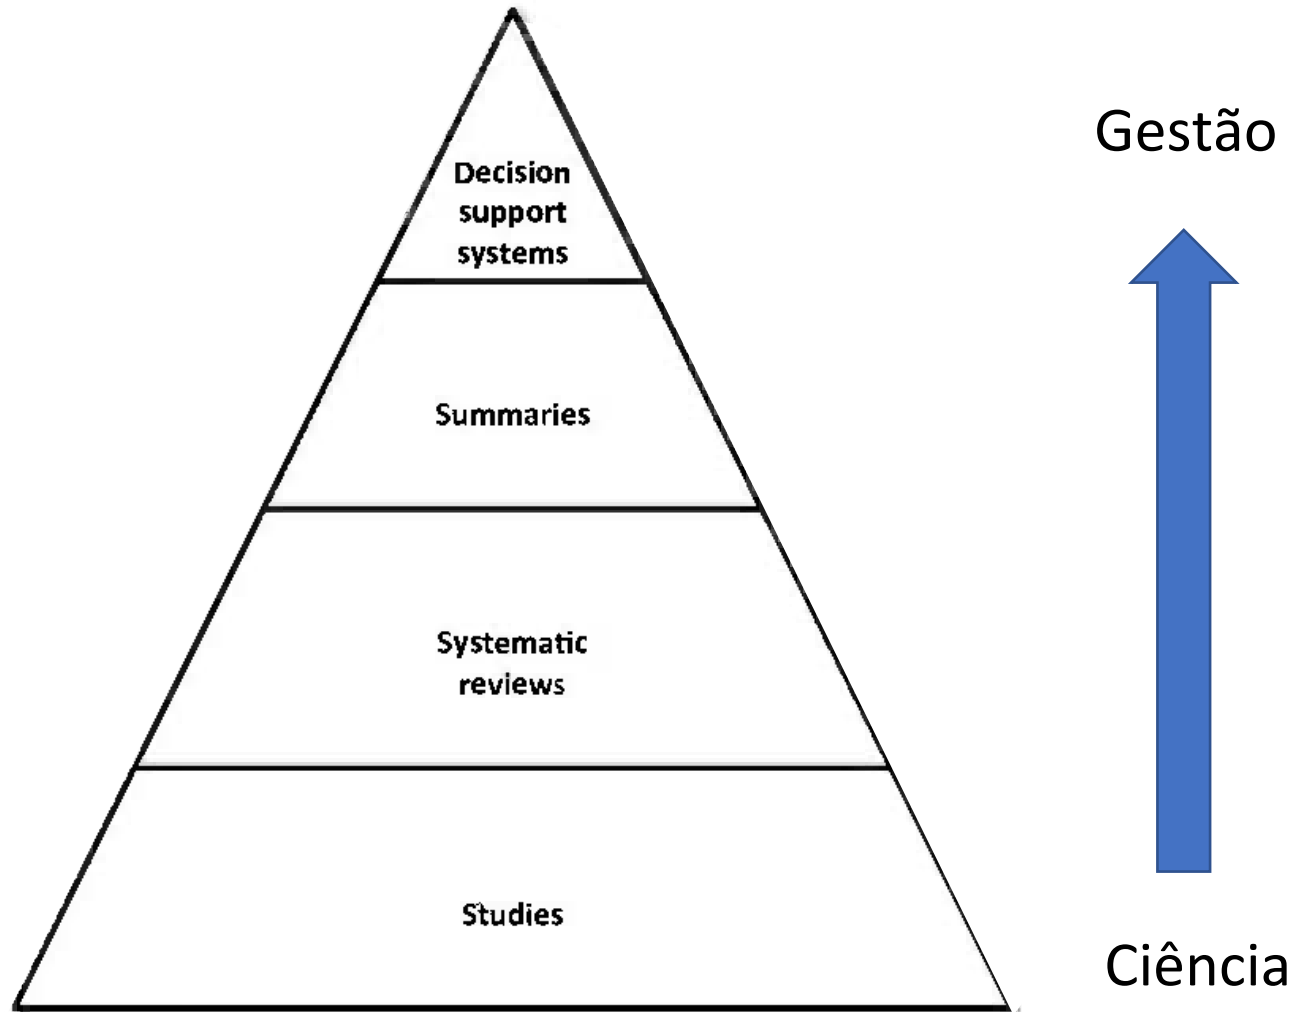 Gestão
Decision
support
systems
Summaries
Systematic
reviews
Studies
Ciência